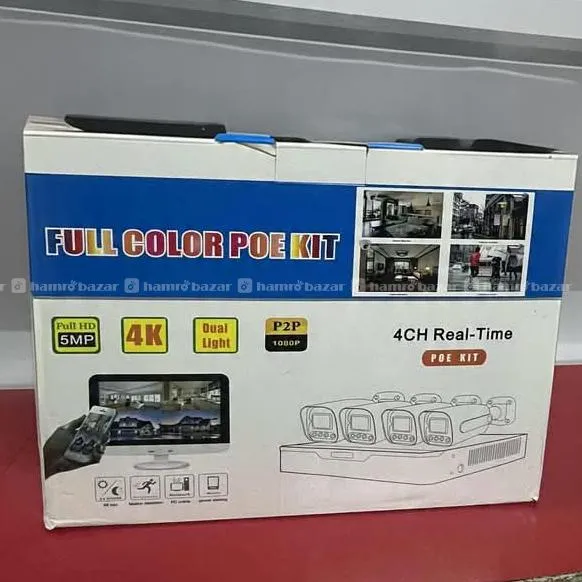 FULL COLOR POE KIT
hamrobazar hamrobazar hamrobazar hamrobazar
Full HD
5MP
4K
Dual
Light
P2P
1080P
4CH Real-Time
POE KIT